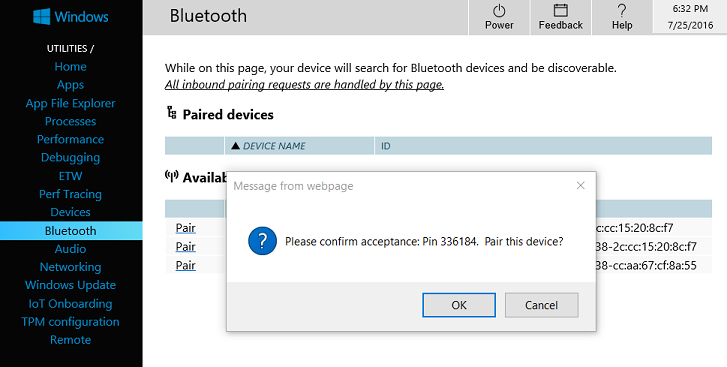 Windows
UTILITIES /
Home
Apps
App File Explorer
Processes
Performance
Debugging
ETW
Perf Tracing
Devices
Bluetooth
Audio
Networking
Windows Update
IoT Onboarding
TPM configuration
Remote
Bluetooth
Power
Feedback
?
Help
6:32 PM
7/25/2016
While on this page, your device will search for Bluetooth devices and be discoverable.
All inbound pairing requests are handled by this page.
Paired devices
▲ DEVICE NAME ID
Pair cc:15:20:8c:f7
Pair 38-2c:cc:15:20:8c:f7
Pair 38-cc:aa:67:cf:8a:55
Message from webpage
Please confirm acceptance: Pin 336184. Pair this device?
OK Cancel